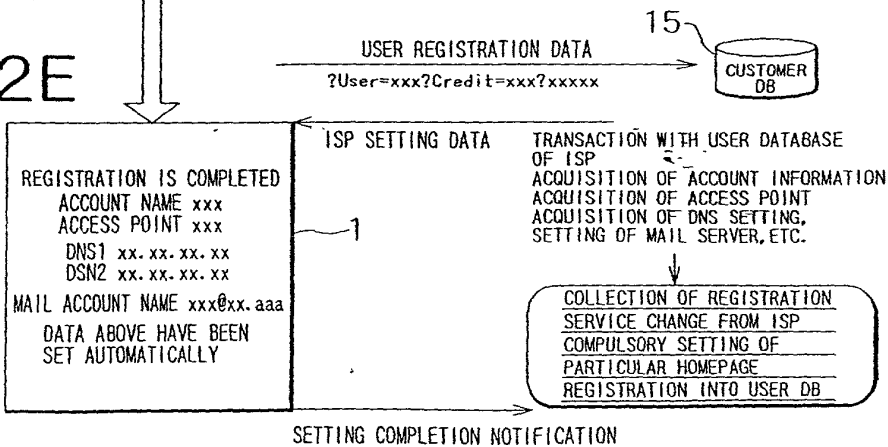 15
USER REGISTRATION DATA
CUSTOMER
DB
2E
?User=xxx?Credit=xxx?xxxxx
ISP SETTING DATA
TRANSACTION WITH USER DATABASE
OF ISP
ACQUISITION OF ACCOUNT INFORMATION
ACQUISITION OF ACCESS POINT
ACQUISITION OF DNS SETTING,
SETTING OF MAIL SERVER, ETC.
REGISTRATION IS COMPLETED
ACCOUNT NAME xxx
ACCESS POINT xxx
DNS1 xx.xx.xx.xx
DSN2 xx.xx.xx.xx
MAIL ACCOUNT NAME xxx@xx.aaa
DATA ABOVE HAVE BEEN
SET AUTOMATICALLY
1
COLLECTION OF REGISTRATION
SERVICE CHANGE FROM ISP
COMPULSORY SETTING OF
PARTICULAR HOMEPAGE
REGISTRATION INTO USER DB
SETTING COMPLETION NOTIFICATION